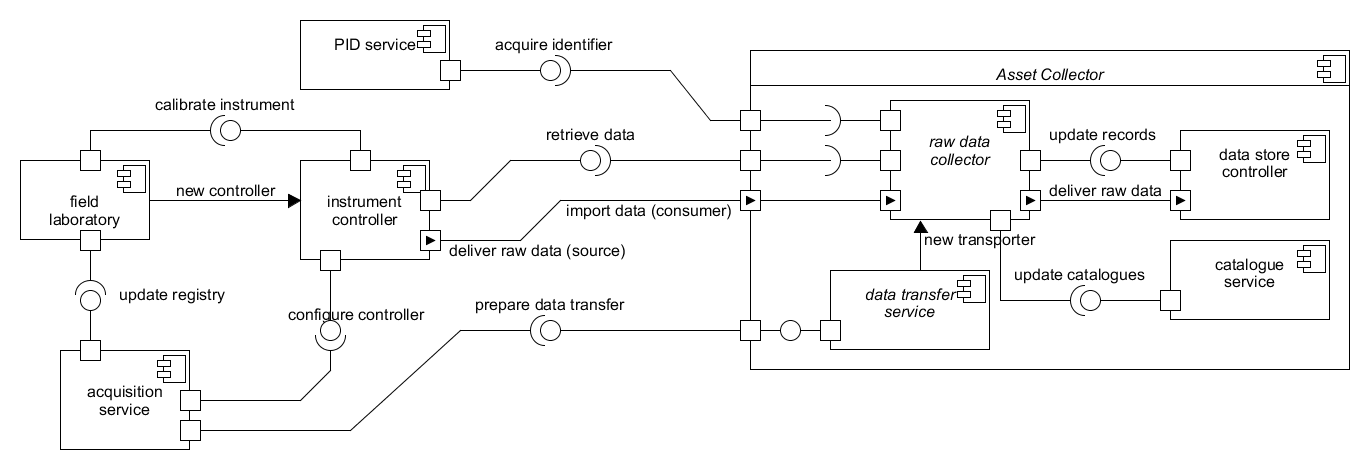 PID service
acquire identifier
Asset Collector
calibrate instrument
retrieve data
raw data
collector
update records
data store
controller
field
laboratory
new controller
instrument
controller
import data (consumer)
deliver raw data
deliver raw data (source)
new transporter
update registry
configure controller
prepare data transfer
data transfer
service
update catalogues
catalogue
service
acquisition
service